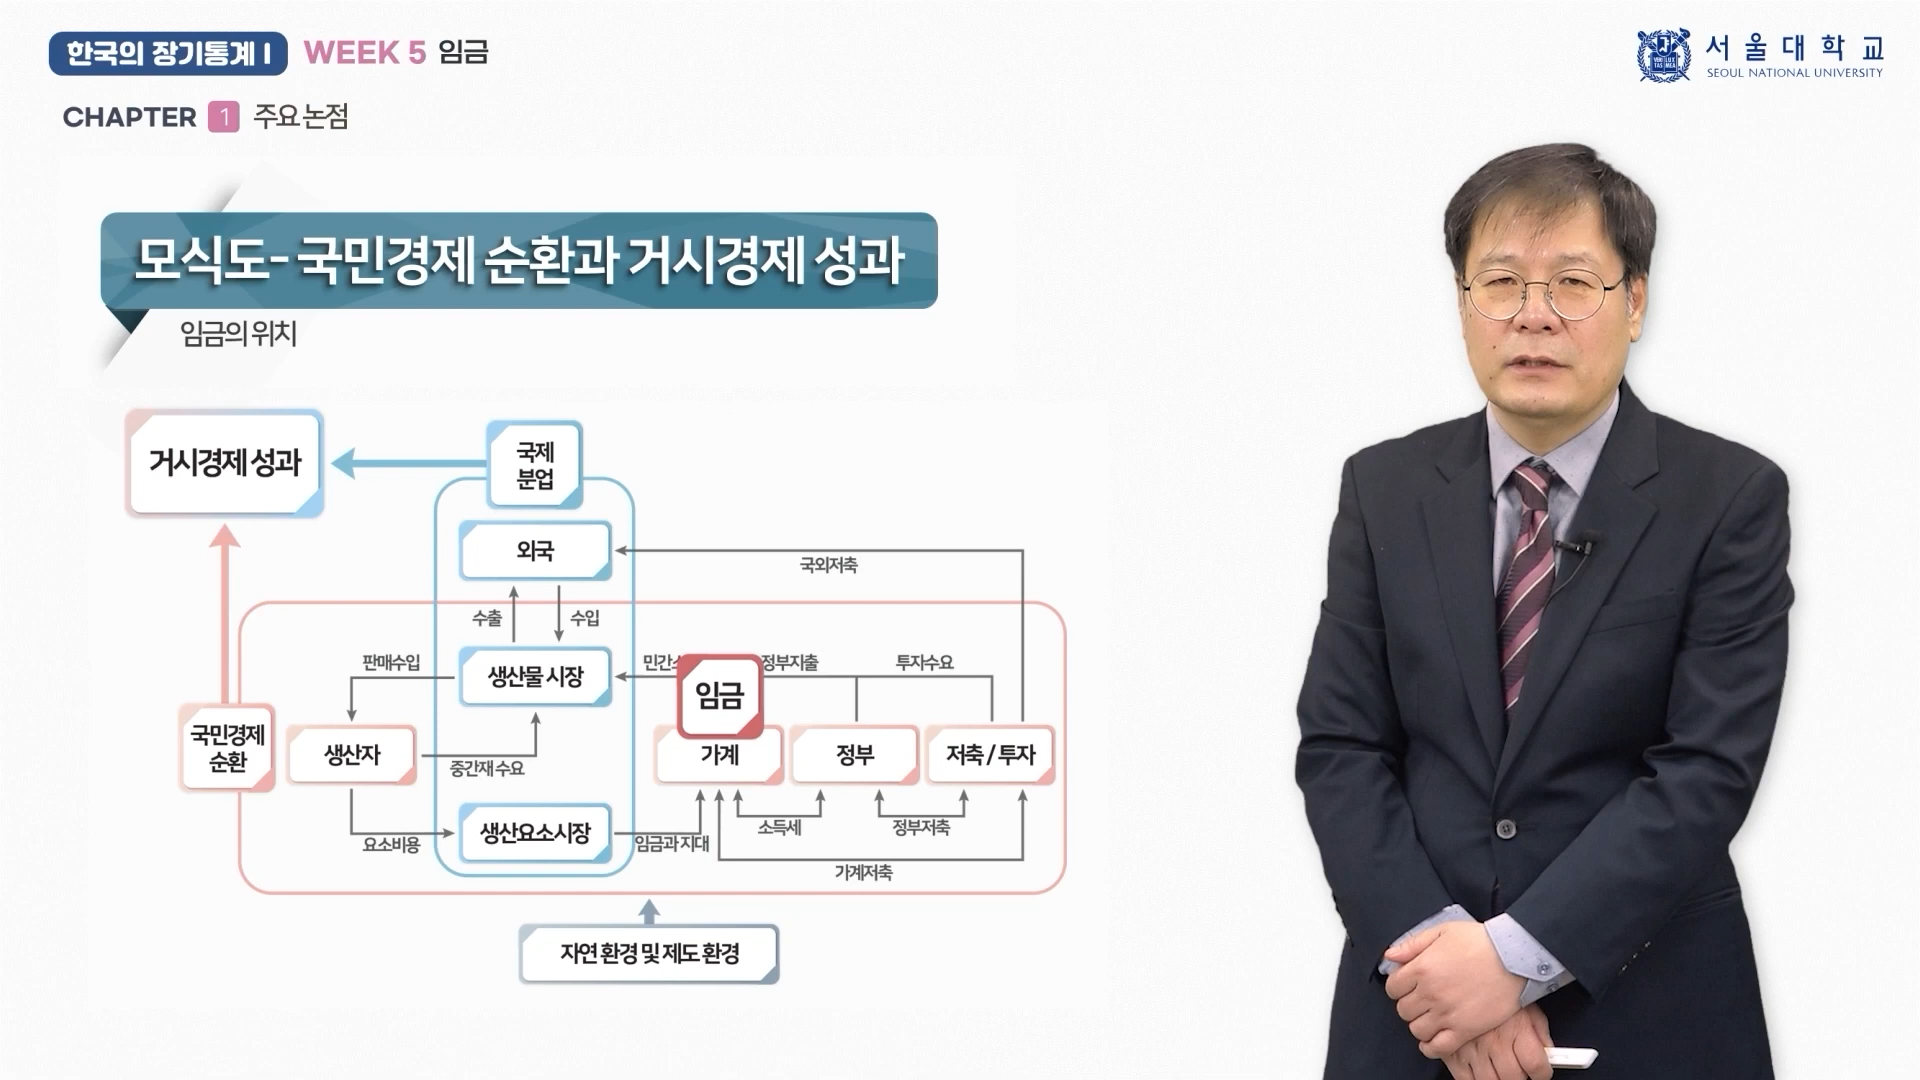 한국의 장기통계 I WEEK 5 임금
서울대학교
SEOUL NATIONAL UNIVERSITY
CHAPTER 1 주요 논점
모식도- 국민경제 순환과 거시경제 성과
임금의 위치
거시경제 성과
국제
분업
외국
국외저축
수출
수입
판매수입
생산물 시장
정부지출
투자수요
임금
국민경제
순환
생산자
중간재 수요
가계
정부
저축 / 투자
요소비용
생산요소시장
임금과 지대
소득세
정부저축
가계저축
자연 환경 및 제도 환경